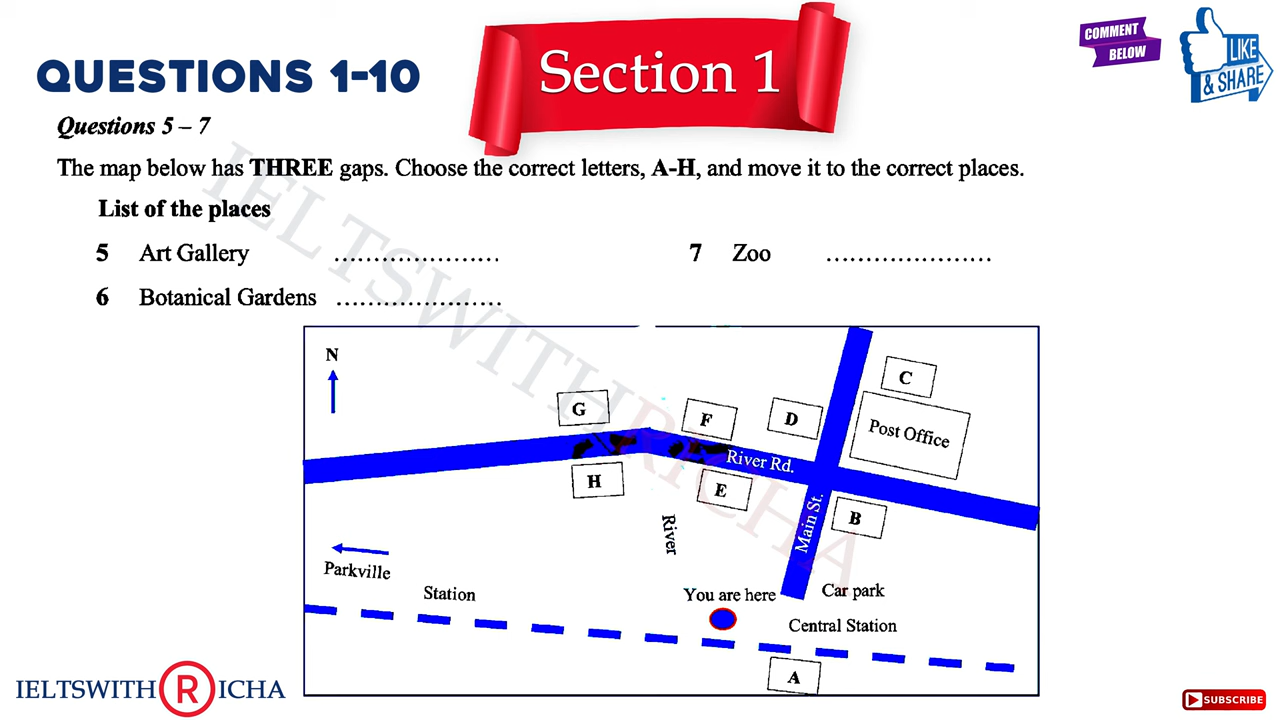 QUESTIONS 1-10
Section 1
COMMENT
BELOW
LIKE
& SHARE
Questions 5 – 7
The map below has THREE gaps. Choose the correct letters, A-H, and move it to the correct places.
List of the places
5 Art Gallery ..................... 7 Zoo .....................
6 Botanical Gardens .....................
IELTSWITHRICHA
N
C
G
F
D
Post Office
River Rd.
H
E
B
Main St.
River
Parkville
Station
You are here
Car park
Central Station
A
IELTSWITH RICHA
SUBSCRIBE